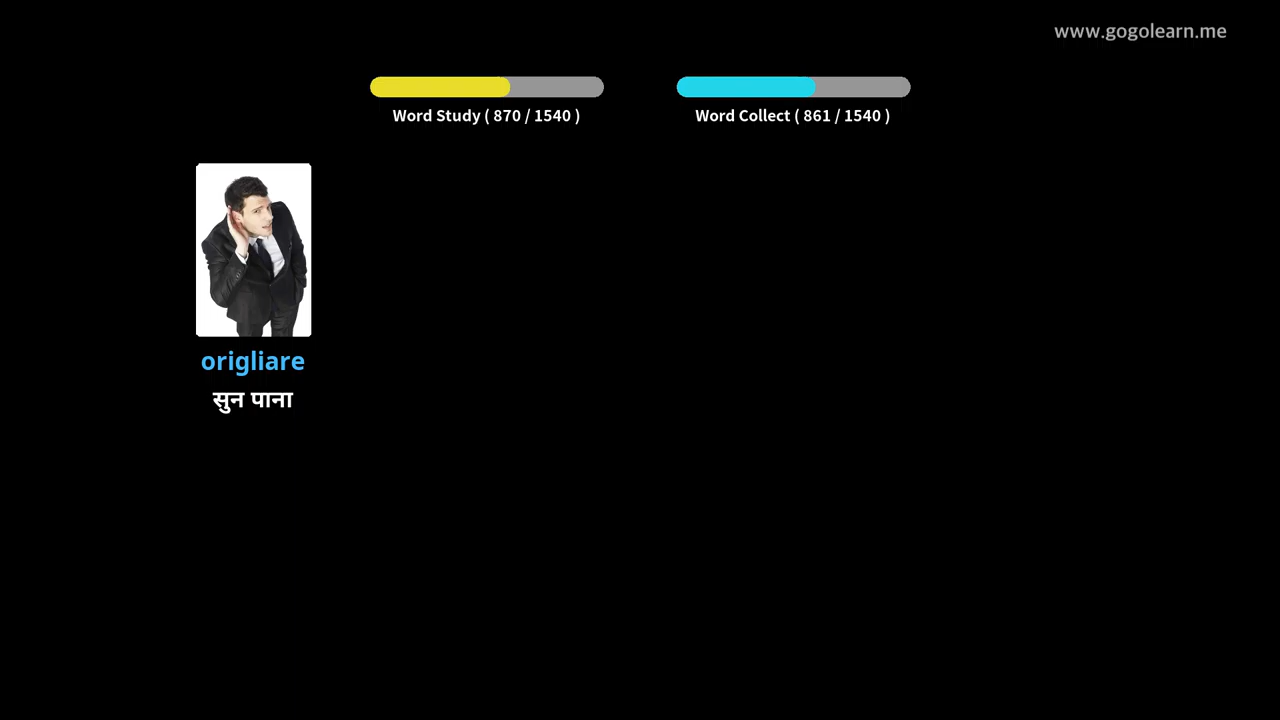 www.gogolearn.me
Word Study ( 870 / 1540 )
Word Collect ( 861 / 1540 )
origliare
सुन पाना